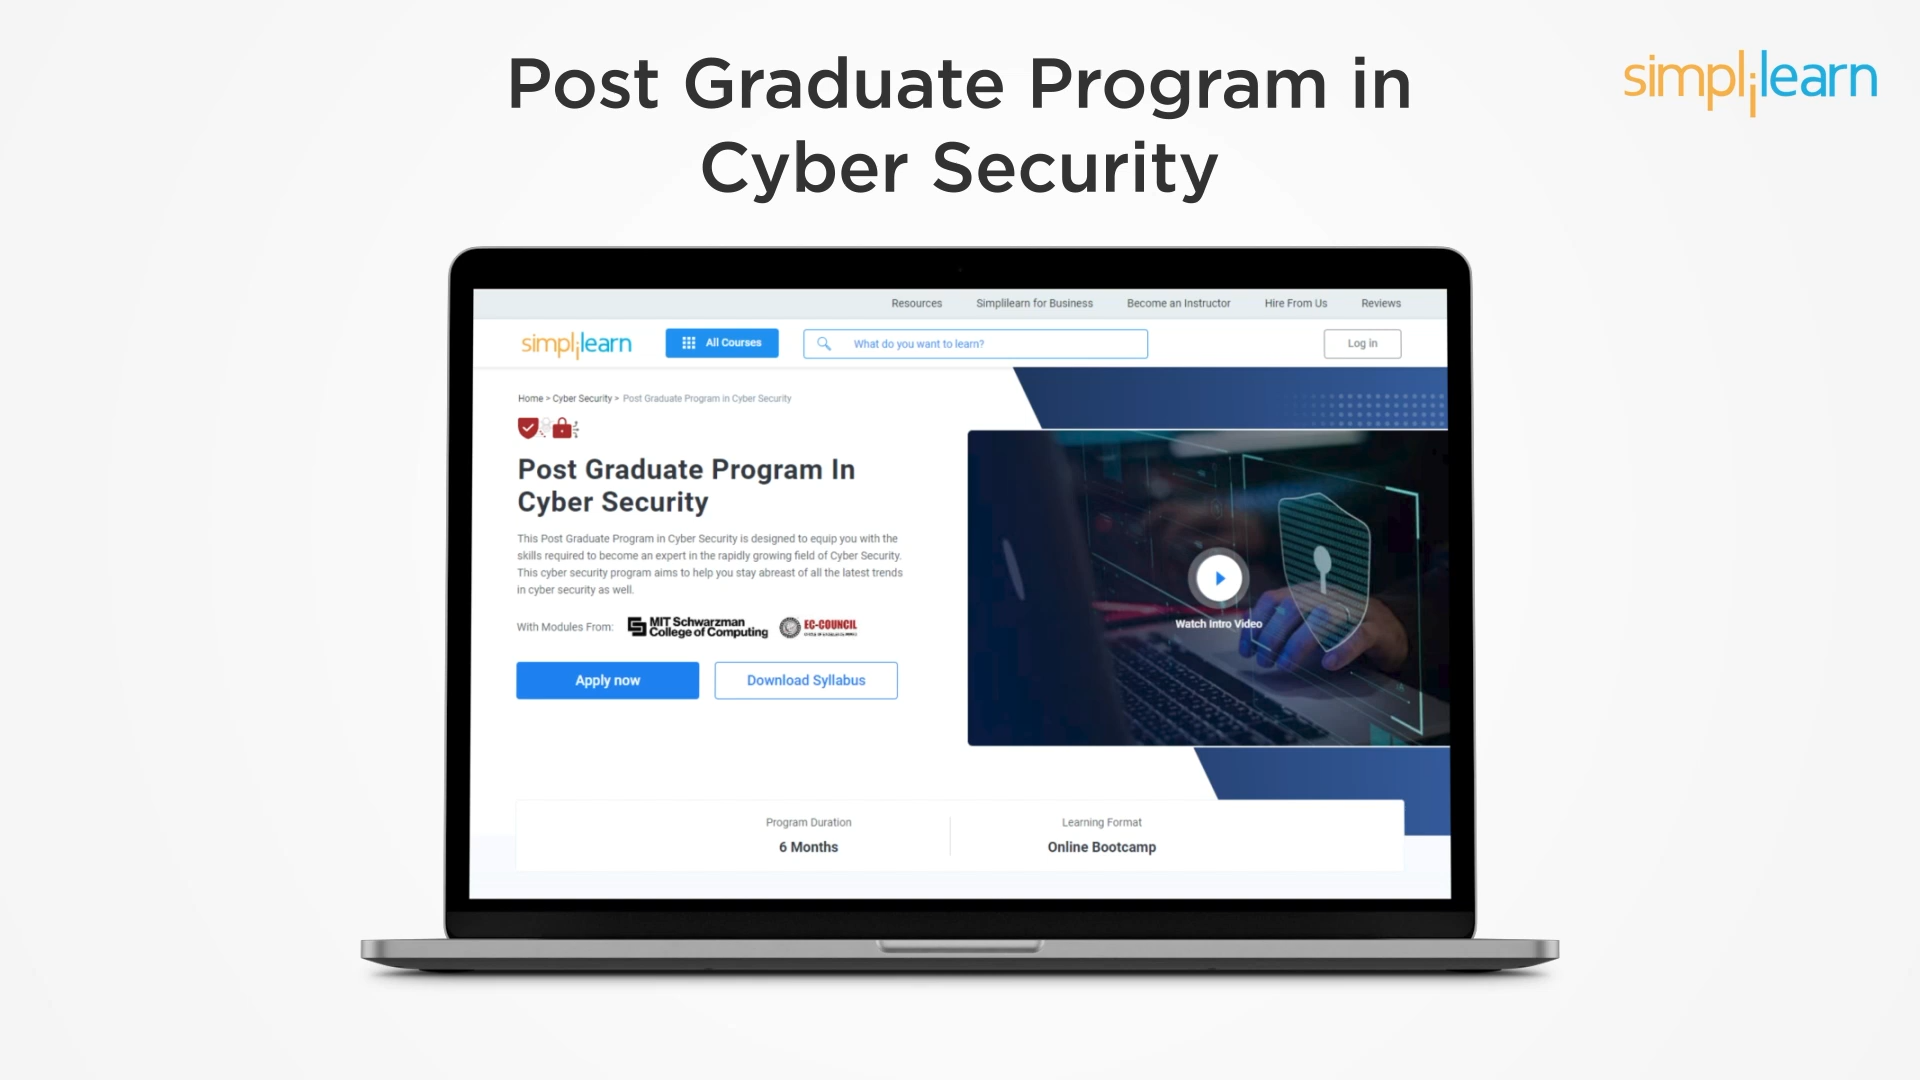 Post Graduate Program in
Cyber Security
simplilearn
Resources Simplilearn for Business Become an Instructor Hire From Us Reviews
simplilearn All Courses What do you want to learn? Log in
Home > Cyber Security > Post Graduate Program in Cyber Security
Post Graduate Program In
Cyber Security
This Post Graduate Program in Cyber Security is designed to equip you with the
skills required to become an expert in the rapidly growing field of Cyber Security.
This cyber security program aims to help you stay abreast of all the latest trends
in cyber security as well.
Watch Intro Video
With Modules From: MIT Schwarzman
College of Computing
EC-COUNCIL
Apply now Download Syllabus
Program Duration Learning Format
6 Months Online Bootcamp